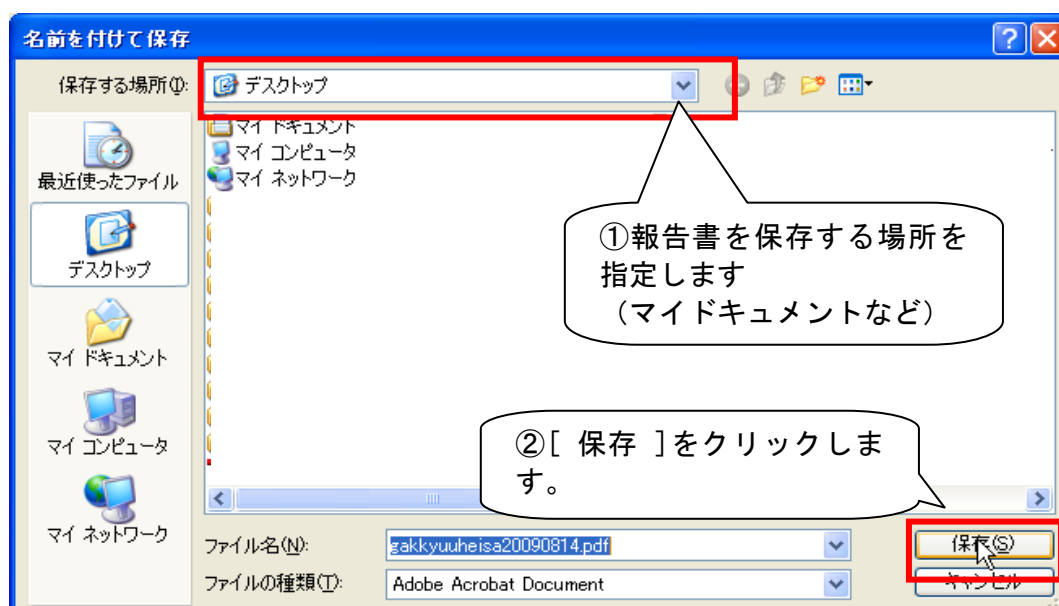 名前を付けて保存
保存する場所(I):
デスクトップ
最近使ったファイル
デスクトップ
マイ ドキュメント
マイ コンピュータ
マイ ネットワーク
マイ ドキュメント
マイ コンピュータ
マイ ネットワーク
①報告書を保存する場所を
指定します
（マイドキュメントなど）
②[ 保存 ]をクリックしま
す。
ファイル名(N):
gakkyuuheisa20090814.pdf
保存(S)
ファイルの種類(T):
Adobe Acrobat Document
キャンセル